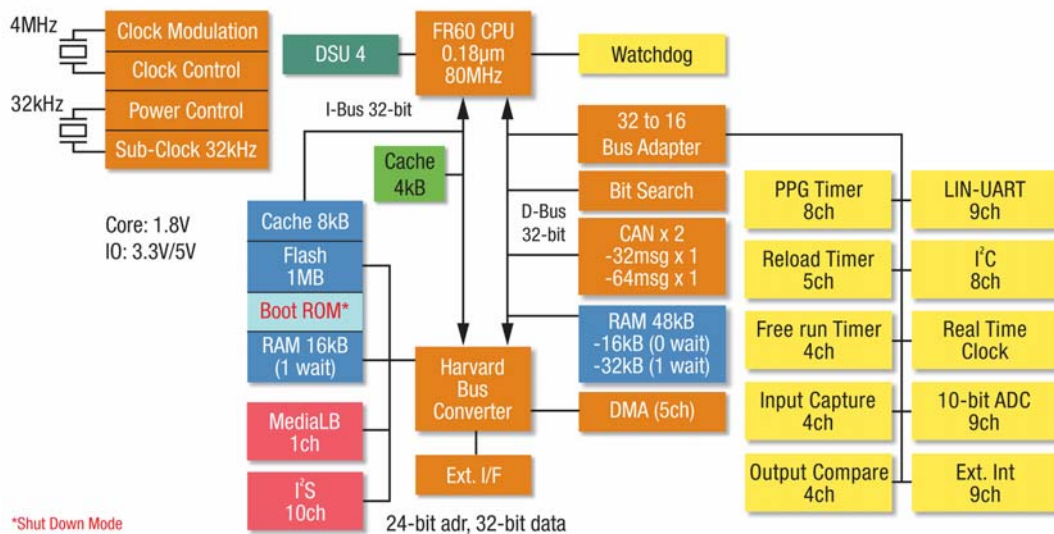 4MHz
Clock Modulation
Clock Control
32kHz
Power Control
Sub-Clock 32kHz
DSU 4
FR60 CPU
0.18µm
80MHz
Watchdog
I-Bus 32-bit
Cache
4kB
32 to 16
Bus Adapter
Bit Search
D-Bus
32-bit
CAN x 2
-32msg x 1
-64msg x 1
RAM 48kB
-16kB (0 wait)
-32kB (1 wait)
DMA (5ch)
Core: 1.8V
IO: 3.3V/5V
Cache 8kB
Flash
1MB
Boot ROM*
RAM 16kB
(1 wait)
Harvard
Bus
Converter
MediaLB
1ch
I²S
10ch
Ext. I/F
24-bit adr, 32-bit data
PPG Timer
8ch
LIN-UART
9ch
Reload Timer
5ch
I²C
8ch
Free run Timer
4ch
Real Time
Clock
Input Capture
4ch
10-bit ADC
9ch
Output Compare
4ch
Ext. Int
9ch
*Shut Down Mode